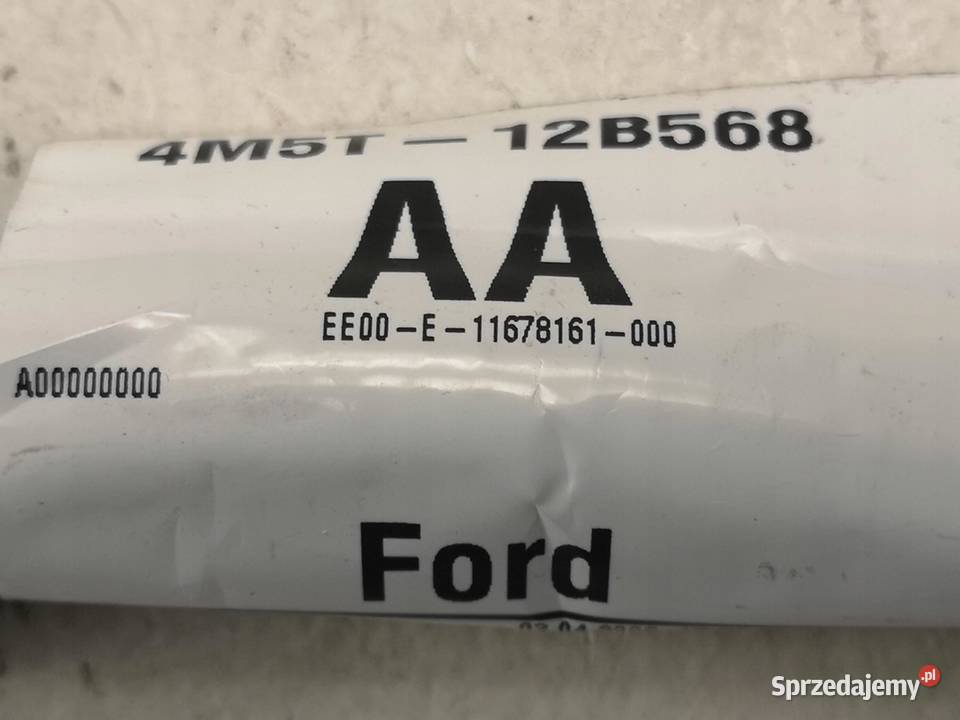 4M5T - 12B568
AA
EE00-E-11678161-000
A00000000
Ford
Sprzedajemy.pl